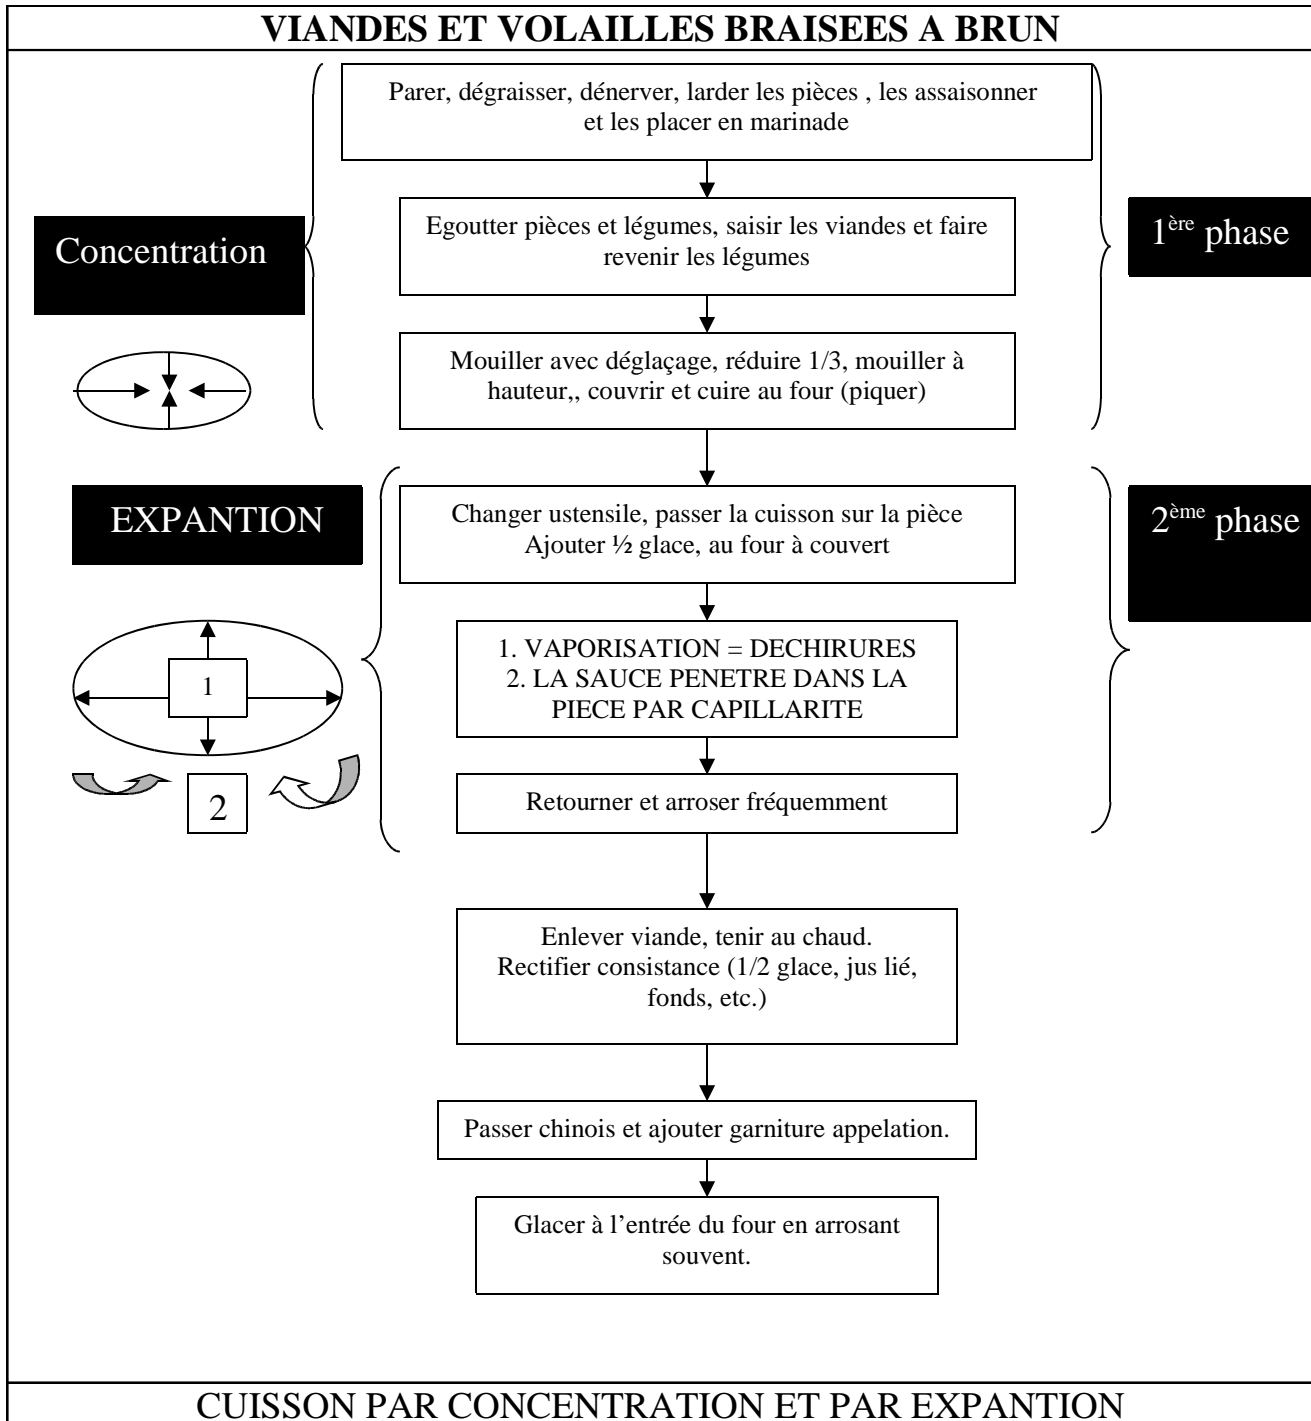 VIANDES ET VOLAILLES BRAISEES A BRUN
Parer, dégraisser, dénerver, larder les pièces , les assaisonner
et les placer en marinade
Concentration
Egoutter pièces et légumes, saisir les viandes et faire
revenir les légumes
1ère phase
Mouiller avec déglaçage, réduire 1/3, mouiller à
hauteur,, couvrir et cuire au four (piquer)
EXPANTION
Changer ustensile, passer la cuisson sur la pièce
Ajouter ½ glace, au four à couvert
2ème phase
1
1. VAPORISATION = DECHIRURES
2. LA SAUCE PENETRE DANS LA
PIECE PAR CAPILLARITE
2
Retourner et arroser fréquemment
Enlever viande, tenir au chaud.
Rectifier consistance (1/2 glace, jus lié,
fonds, etc.)
Passer chinois et ajouter garniture appelation.
Glacer à l’entrée du four en arrosant
souvent.
CUISSON PAR CONCENTRATION ET PAR EXPANTION